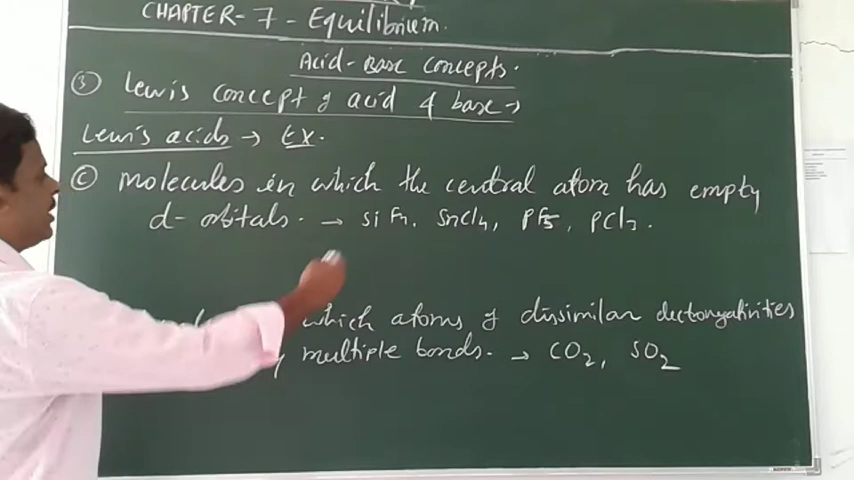 CHAPTER-7-Equilibrium.
Acid-Base concepts.
③ Lewis concept of acid & base→
Lewis acids → Ex.
Ⓒ molecules in which the central atom has empty
d-orbitals. → SiF4, SnCl4, PF5, PCl3.
which atoms of dissimilar
multiple bonds. → CO2, SO2